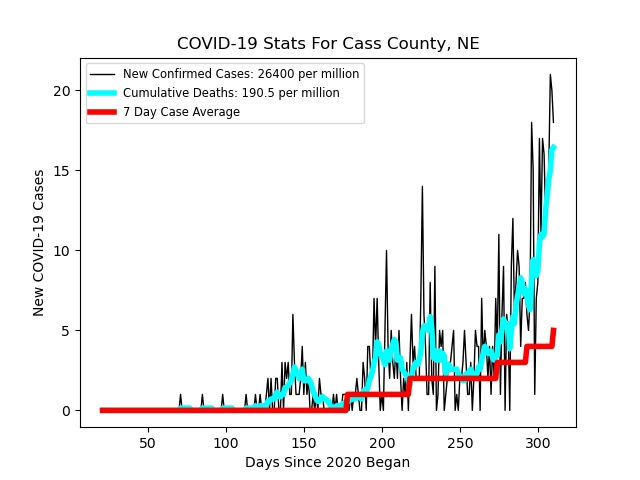 COVID-19 Stats For Cass County, NE
New Confirmed Cases: 26400 per million
Cumulative Deaths: 190.5 per million
7 Day Case Average
New COVID-19 Cases
20
15
10
5
0
50 100 150 200 250 300
Days Since 2020 Began